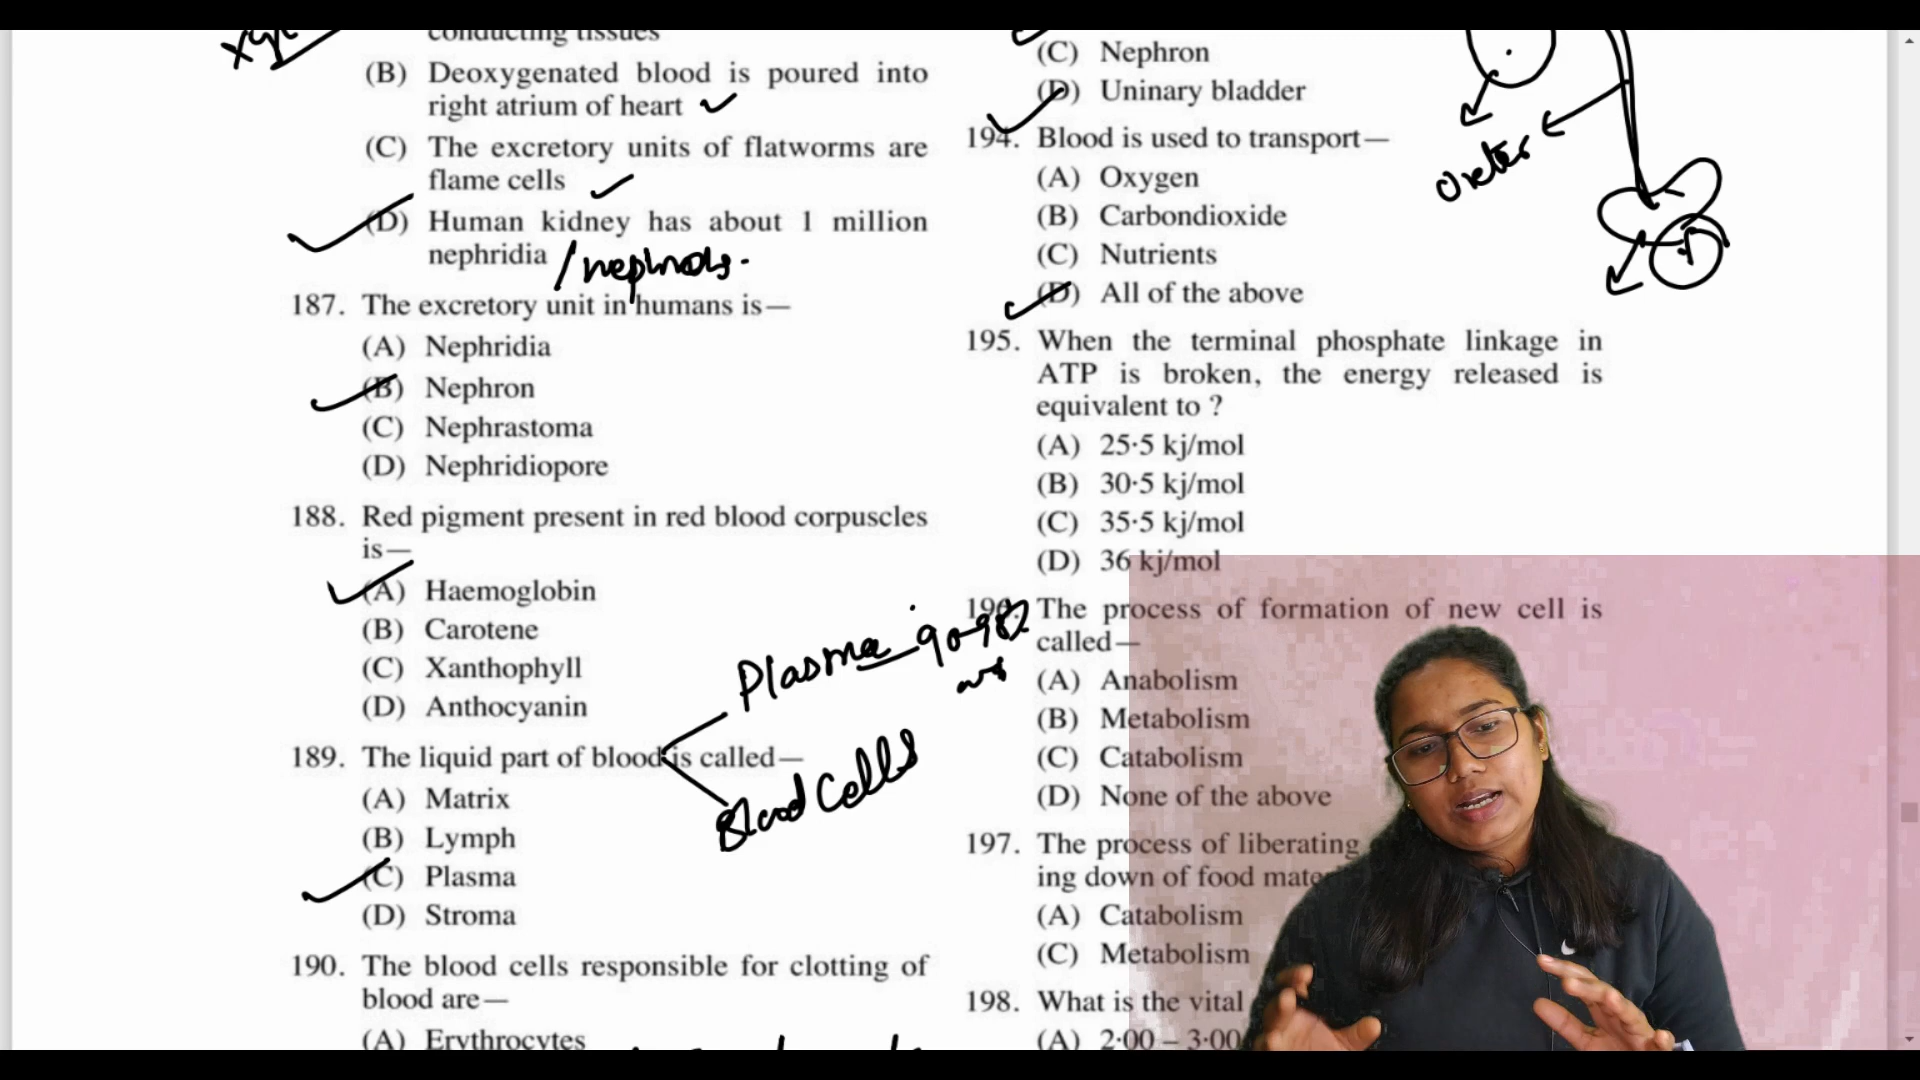 conducting tissues
(B) Deoxygenated blood is poured into
right atrium of heart
(C) The excretory units of flatworms are
flame cells
(D) Human kidney has about 1 million
nephridia / nephrons.
187. The excretory unit in humans is—
(A) Nephridia
(B) Nephron
(C) Nephrastoma
(D) Nephridiopore
188. Red pigment present in red blood corpuscles
is—
(A) Haemoglobin
(B) Carotene
(C) Xanthophyll
(D) Anthocyanin
Plasma 90-98%
189. The liquid part of blood is called—
Blood cells
(A) Matrix
(B) Lymph
(C) Plasma
(D) Stroma
190. The blood cells responsible for clotting of
blood are—
(A) Erythrocytes
(C) Nephron
(D) Uninary bladder
194. Blood is used to transport—
(A) Oxygen
(B) Carbondioxide
(C) Nutrients
(D) All of the above
Ureter
195. When the terminal phosphate linkage in
ATP is broken, the energy released is
equivalent to ?
(A) 25·5 kj/mol
(B) 30·5 kj/mol
(C) 35·5 kj/mol
(D) 36 kj/mol
196. The process of formation of new cell is
called—
(A) Anabolism
(B) Metabolism
(C) Catabolism
(D) None of the above
197. The process of liberating
ing down of food mate
(A) Catabolism
(C) Metabolism
198. What is the vital
(A) 2·00 – 3·00